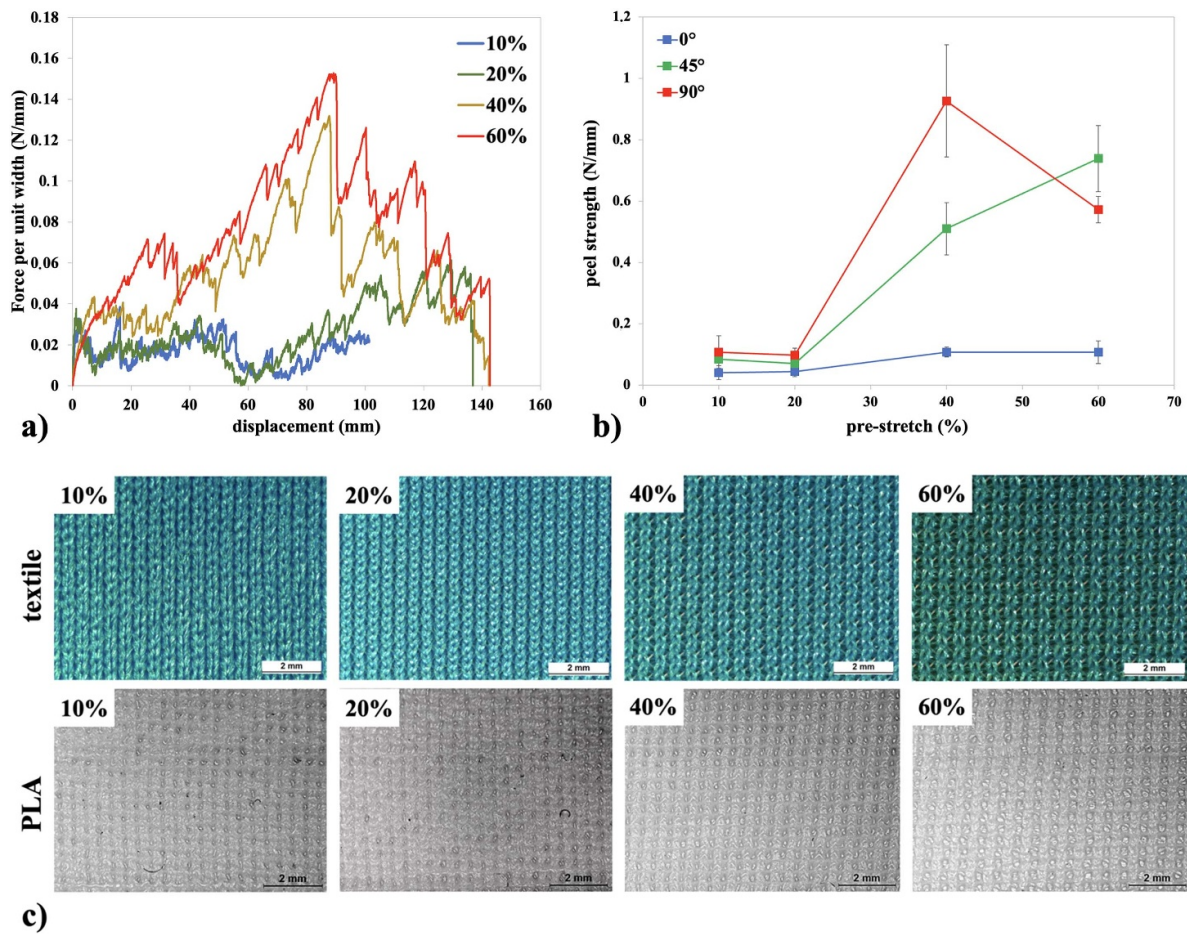 0.18
0.16
0.14
0.12
0.1
0.08
0.06
0.04
0.02
0
Force per unit width (N/mm)
10%
20%
40%
60%
0 20 40 60 80 100 120 140 160
displacement (mm)
a)
1.2
1
0.8
0.6
0.4
0.2
0
peel strength (N/mm)
0°
45°
90°
0 10 20 30 40 50 60 70
pre-stretch (%)
b)
textile
10% 20% 40% 60%
2 mm 2 mm 2 mm 2 mm
PLA
10% 20% 40% 60%
2 mm 2 mm 2 mm 2 mm
c)